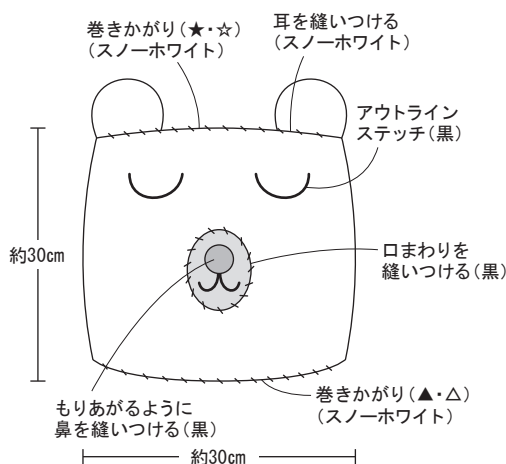 巻きかがり(★・☆)
(スノーホワイト)
耳を縫いつける
(スノーホワイト)
アウトライン
ステッチ(黒)
約30cm
口まわりを
縫いつける(黒)
もりあがるように
鼻を縫いつける(黒)
巻きかがり(▲・△)
(スノーホワイト)
約30cm